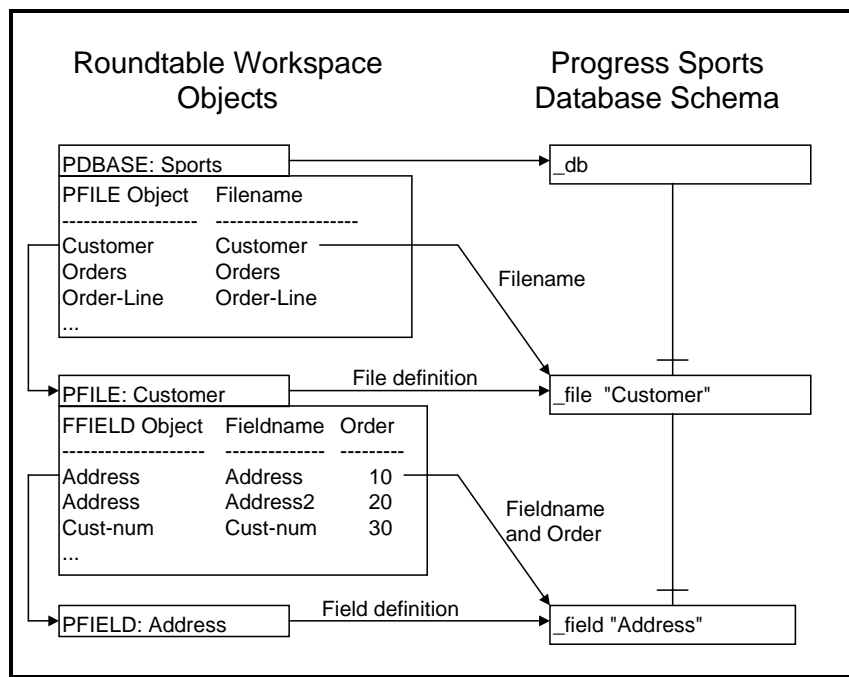 Roundtable Workspace
Objects
Progress Sports
Database Schema
PDBASE: Sports
_db
PFILE Object Filename
------------------- --------------------
Customer Customer
Orders Orders
Order-Line Order-Line
...
Filename
PFILE: Customer
File definition
_file "Customer"
FFIELD Object Fieldname Order
-------------------- -------------- ---------
Address Address 10
Address Address2 20
Cust-num Cust-num 30
...
Fieldname
and Order
PFIELD: Address
Field definition
_field "Address"